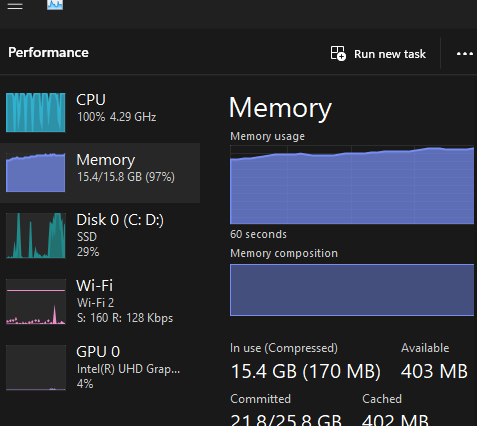 Performance
Run new task
CPU
100% 4.29 GHz
Memory
15.4/15.8 GB (97%)
Disk 0 (C: D:)
SSD
29%
Wi-Fi
Wi-Fi 2
S: 160 R: 128 Kbps
GPU 0
Intel(R) UHD Grap...
4%
Memory
Memory usage
60 seconds
Memory composition
In use (Compressed)
Available
15.4 GB (170 MB)
403 MB
Committed
Cached
21.8/25.8 GB
402 MB